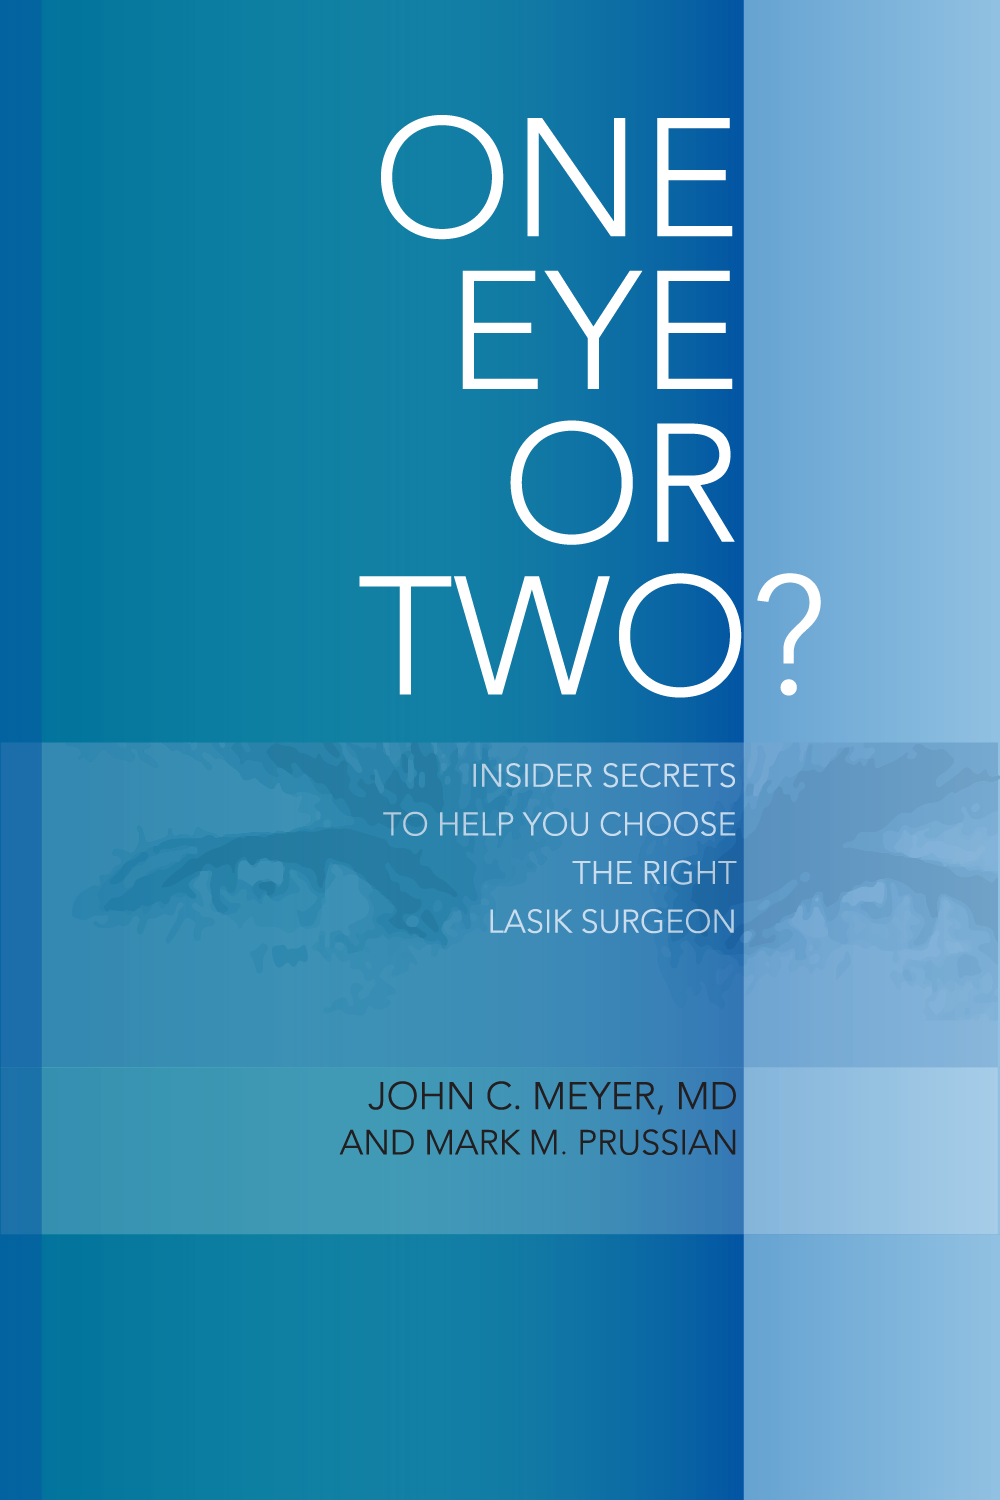 ONE
EYE
OR
TWO?
INSIDER SECRETS
TO HELP YOU CHOOSE
THE RIGHT
LASIK SURGEON
JOHN C. MEYER, MD
AND MARK M. PRUSSIAN